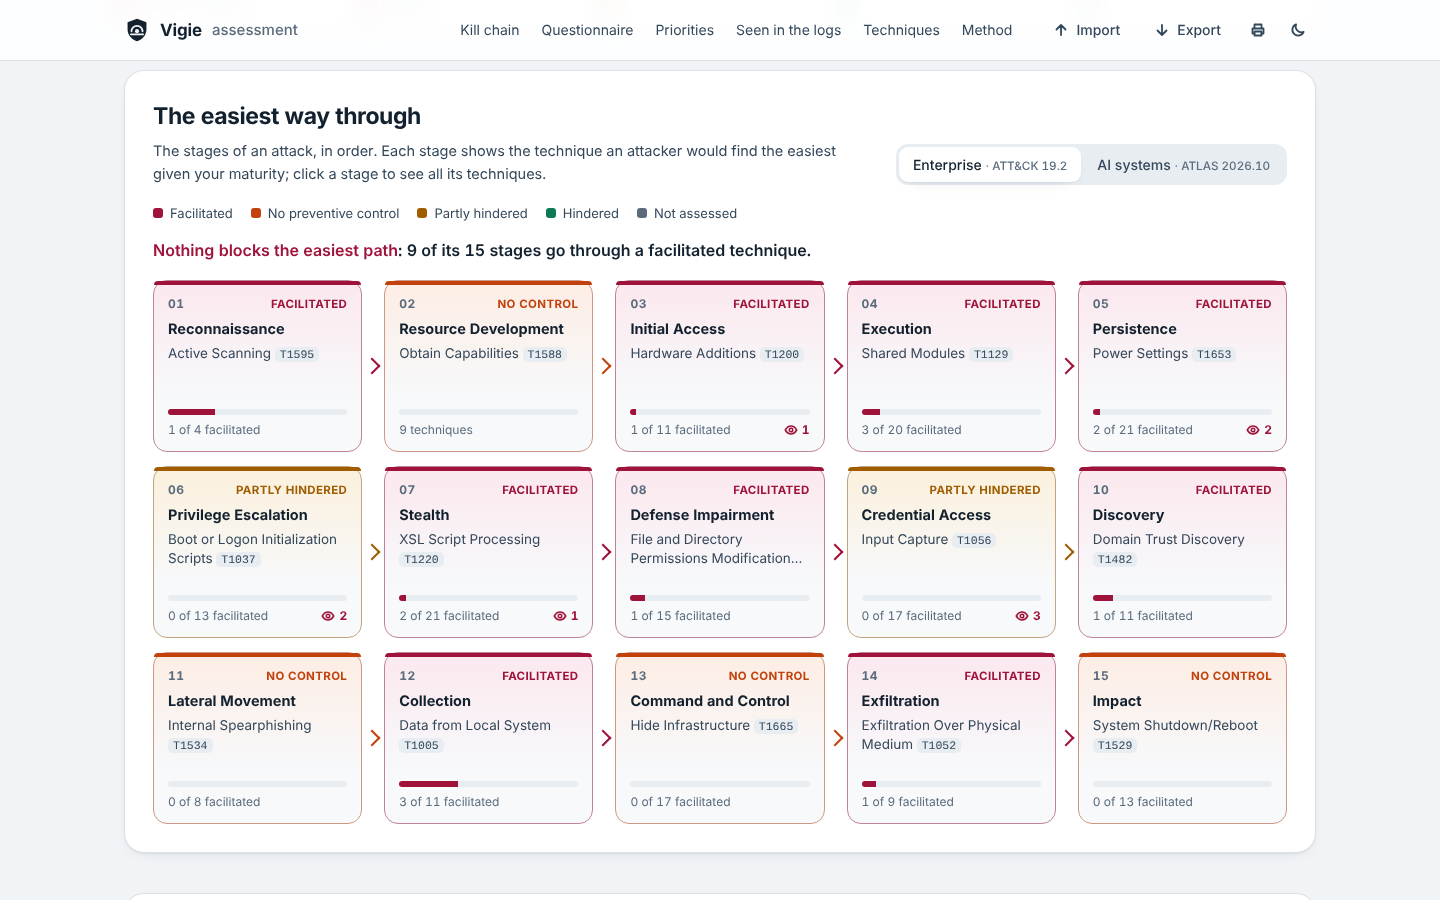 Vigie assessment
Kill chain
Questionnaire
Priorities
Seen in the logs
Techniques
Method
Import
Export
The easiest way through
The stages of an attack, in order. Each stage shows the technique an attacker would find the easiest
given your maturity; click a stage to see all its techniques.
Enterprise · ATT&CK 19.2
AI systems · ATLAS 2026.10
Facilitated
No preventive control
Partly hindered
Hindered
Not assessed
Nothing blocks the easiest path: 9 of its 15 stages go through a facilitated technique.
01 FACILITATED
Reconnaissance
Active Scanning T1595
1 of 4 facilitated
02 NO CONTROL
Resource Development
Obtain Capabilities T1588
9 techniques
03 FACILITATED
Initial Access
Hardware Additions T1200
1 of 11 facilitated 1
04 FACILITATED
Execution
Shared Modules T1129
3 of 20 facilitated
05 FACILITATED
Persistence
Power Settings T1653
2 of 21 facilitated 2
06 PARTLY HINDERED
Privilege Escalation
Boot or Logon Initialization
Scripts T1037
0 of 13 facilitated 2
07 FACILITATED
Stealth
XSL Script Processing
T1220
2 of 21 facilitated 1
08 FACILITATED
Defense Impairment
File and Directory
Permissions Modification...
1 of 15 facilitated
09 PARTLY HINDERED
Credential Access
Input Capture T1056
0 of 17 facilitated 3
10 FACILITATED
Discovery
Domain Trust Discovery
T1482
1 of 11 facilitated
11 NO CONTROL
Lateral Movement
Internal Spearphishing
T1534
0 of 8 facilitated
12 FACILITATED
Collection
Data from Local System
T1005
3 of 11 facilitated
13 NO CONTROL
Command and Control
Hide Infrastructure T1665
0 of 17 facilitated
14 FACILITATED
Exfiltration
Exfiltration Over Physical
Medium T1052
1 of 9 facilitated
15 NO CONTROL
Impact
System Shutdown/Reboot
T1529
0 of 13 facilitated